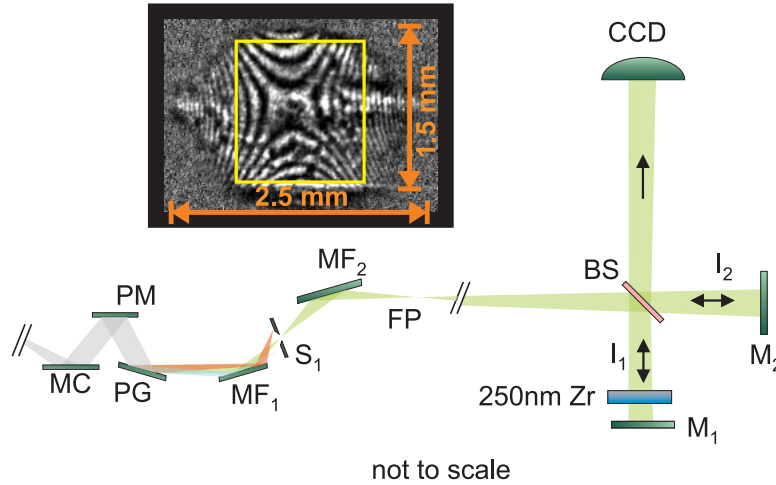 CCD
1.5 mm
2.5 mm
MF2
PM
BS
I2
FP
S1
I1
M2
MC
PG
MF1
250nm Zr
M1
not to scale